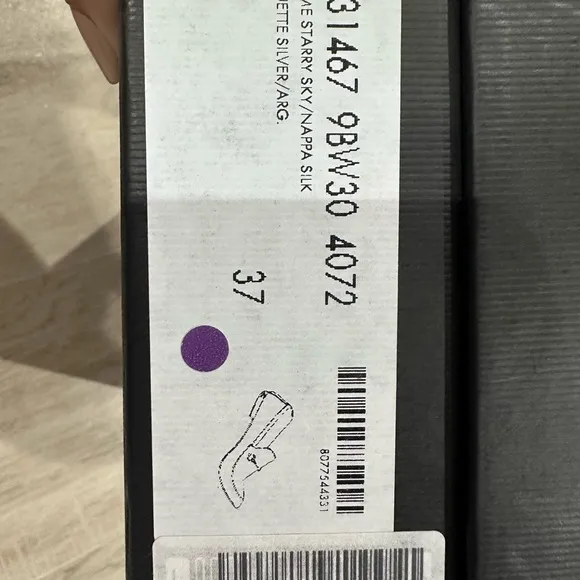 31467 9BW30 4072
ME STARRY SKY/NAPPA SILK
ETTE SILVER/ARG.
37
8077544331